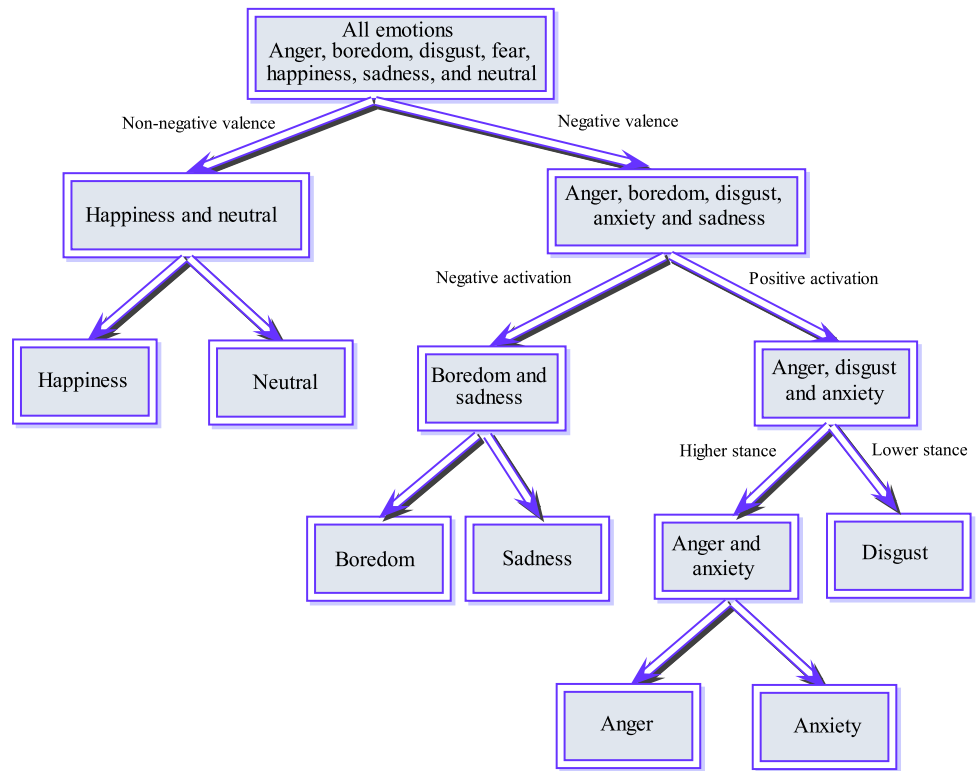 All emotions
Anger, boredom, disgust, fear,
happiness, sadness, and neutral
Non-negative valence
Negative valence
Happiness and neutral
Anger, boredom, disgust,
anxiety and sadness
Negative activation
Positive activation
Happiness
Neutral
Boredom and
sadness
Anger, disgust
and anxiety
Higher stance
Lower stance
Boredom
Sadness
Anger and
anxiety
Disgust
Anger
Anxiety